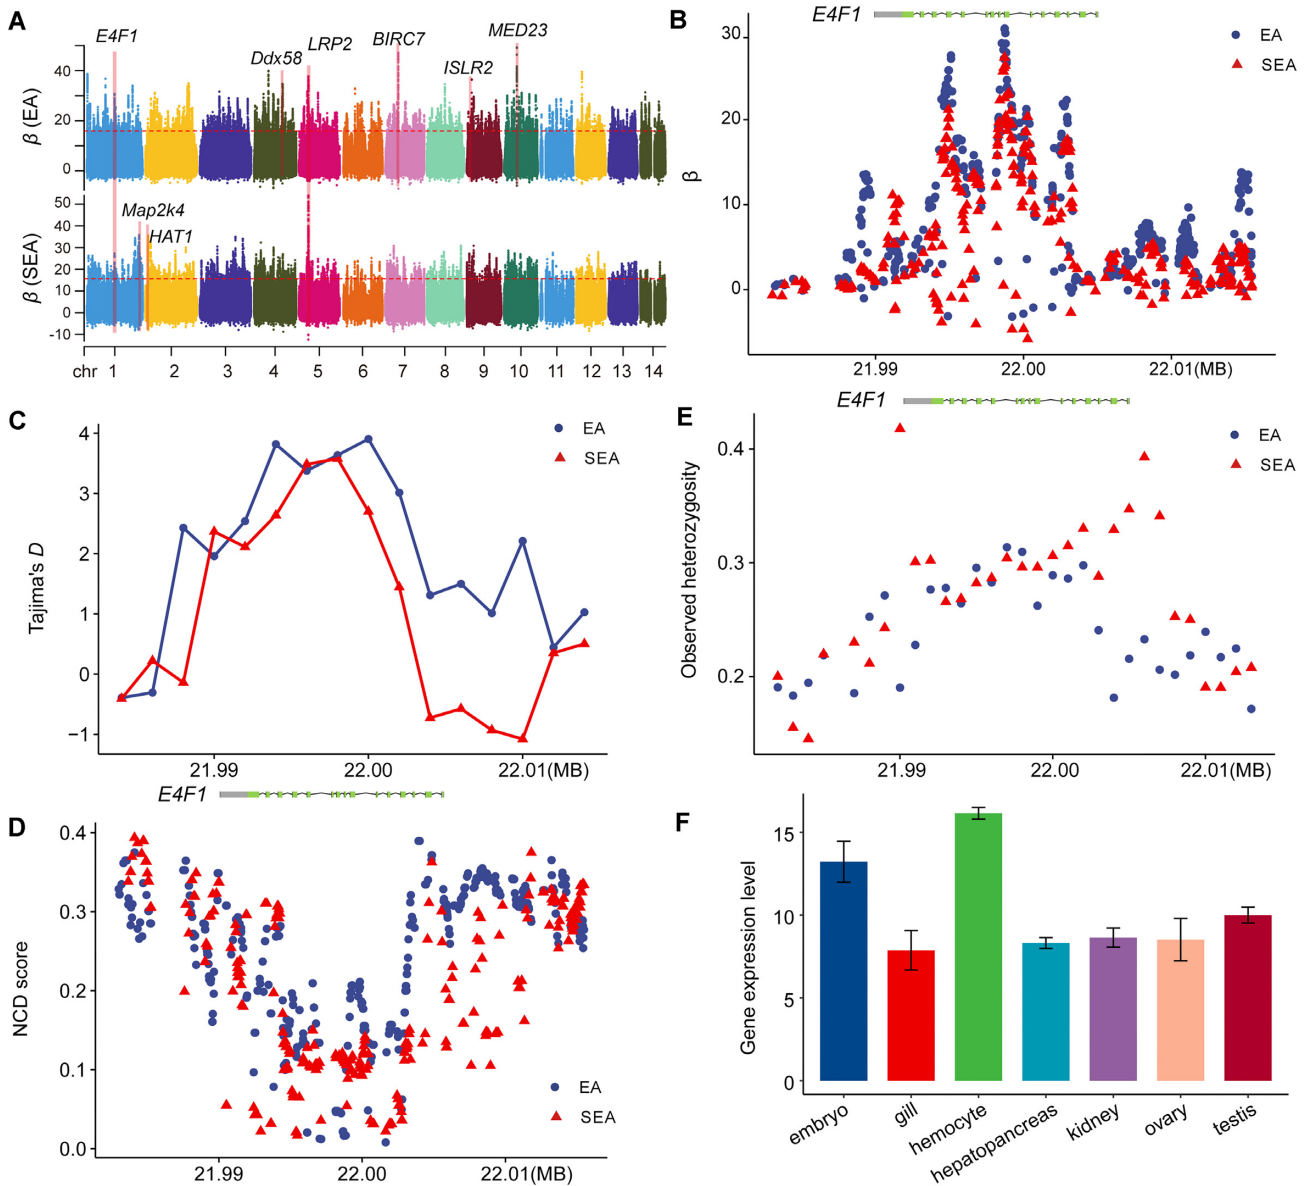 A
E4F1
Ddx58
LRP2
BIRC7
ISLR2
MED23
β (EA)
40
20
0
Map2k4
HAT1
β (SEA)
50
40
30
20
10
0
-10
chr 1 2 3 4 5 6 7 8 9 10 11 12 13 14
B
E4F1
EA
SEA
β
30
20
10
0
21.99 22.00 22.01(MB)
C
EA
SEA
Tajima's D
4
3
2
1
0
−1
21.99 22.00 22.01(MB)
E
E4F1
EA
SEA
Observed heterozygosity
0.4
0.3
0.2
21.99 22.00 22.01(MB)
D
E4F1
NCD score
0.4
0.3
0.2
0.1
0.0
EA
SEA
21.99 22.00 22.01(MB)
F
Gene expression level
15
10
5
0
embryo
gill
hemocyte
hepatopancreas
kidney
ovary
testis